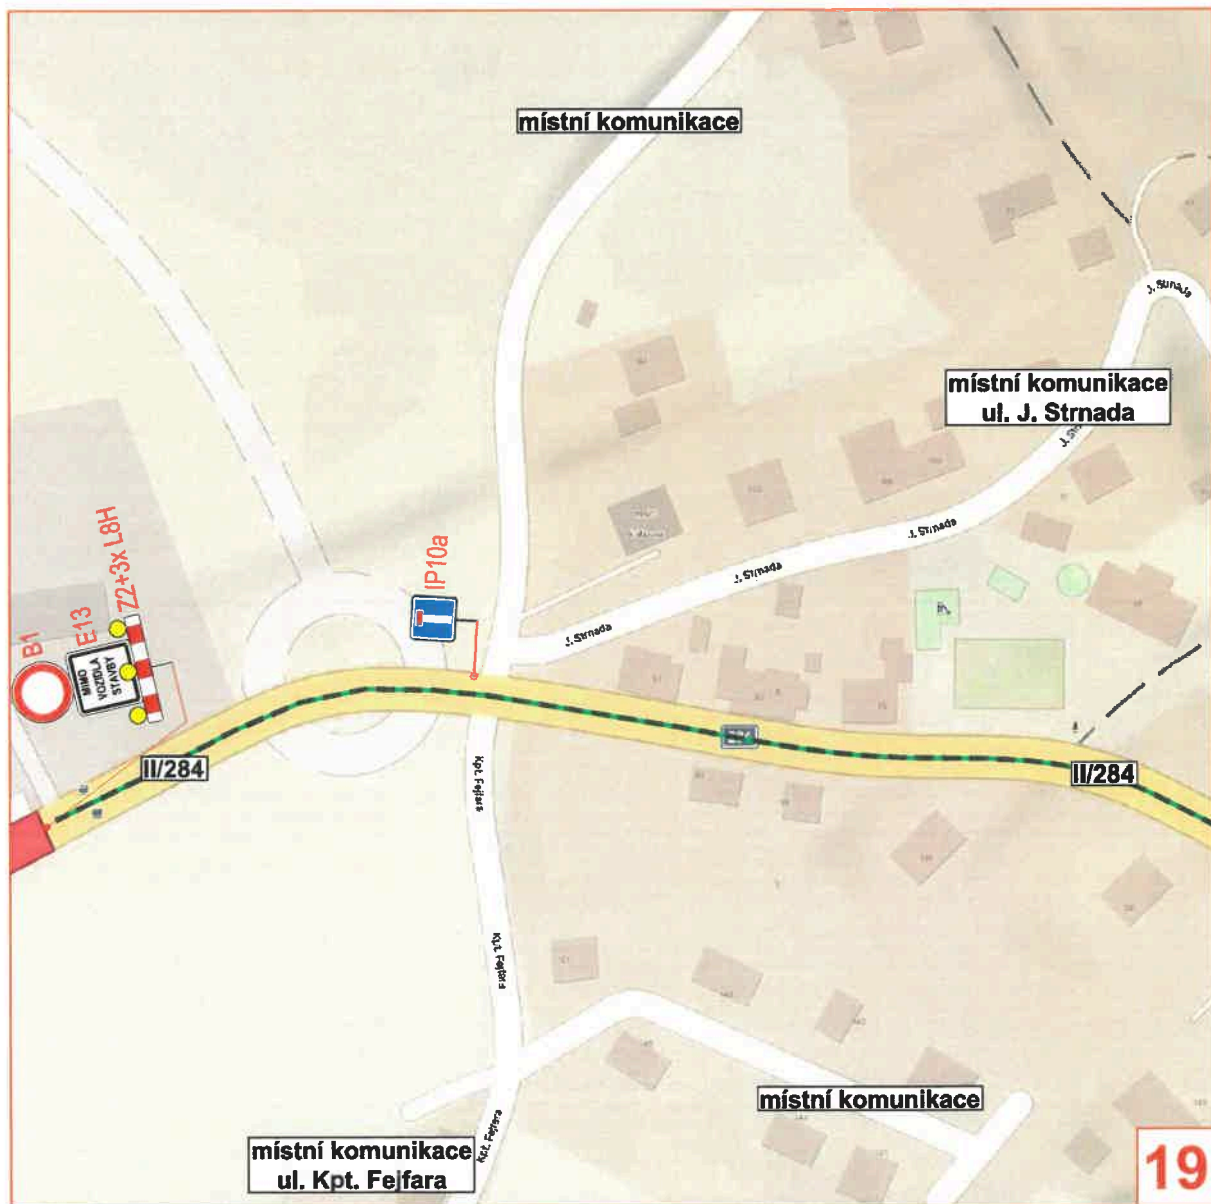 místní komunikace
J. Strnada
místní komunikace
ul. J. Strnada
J. Strnada
J. Strnada
J. Strnada
IP10a
Z2+3x L8H
E13
B1
MIMO
VOZIDLA
STAVBY
II/284
II/284
Kpt. Fejfara
Kpt. Fejfara
Kpt. Fejfara
místní komunikace
místní komunikace
ul. Kpt. Fejfara
19